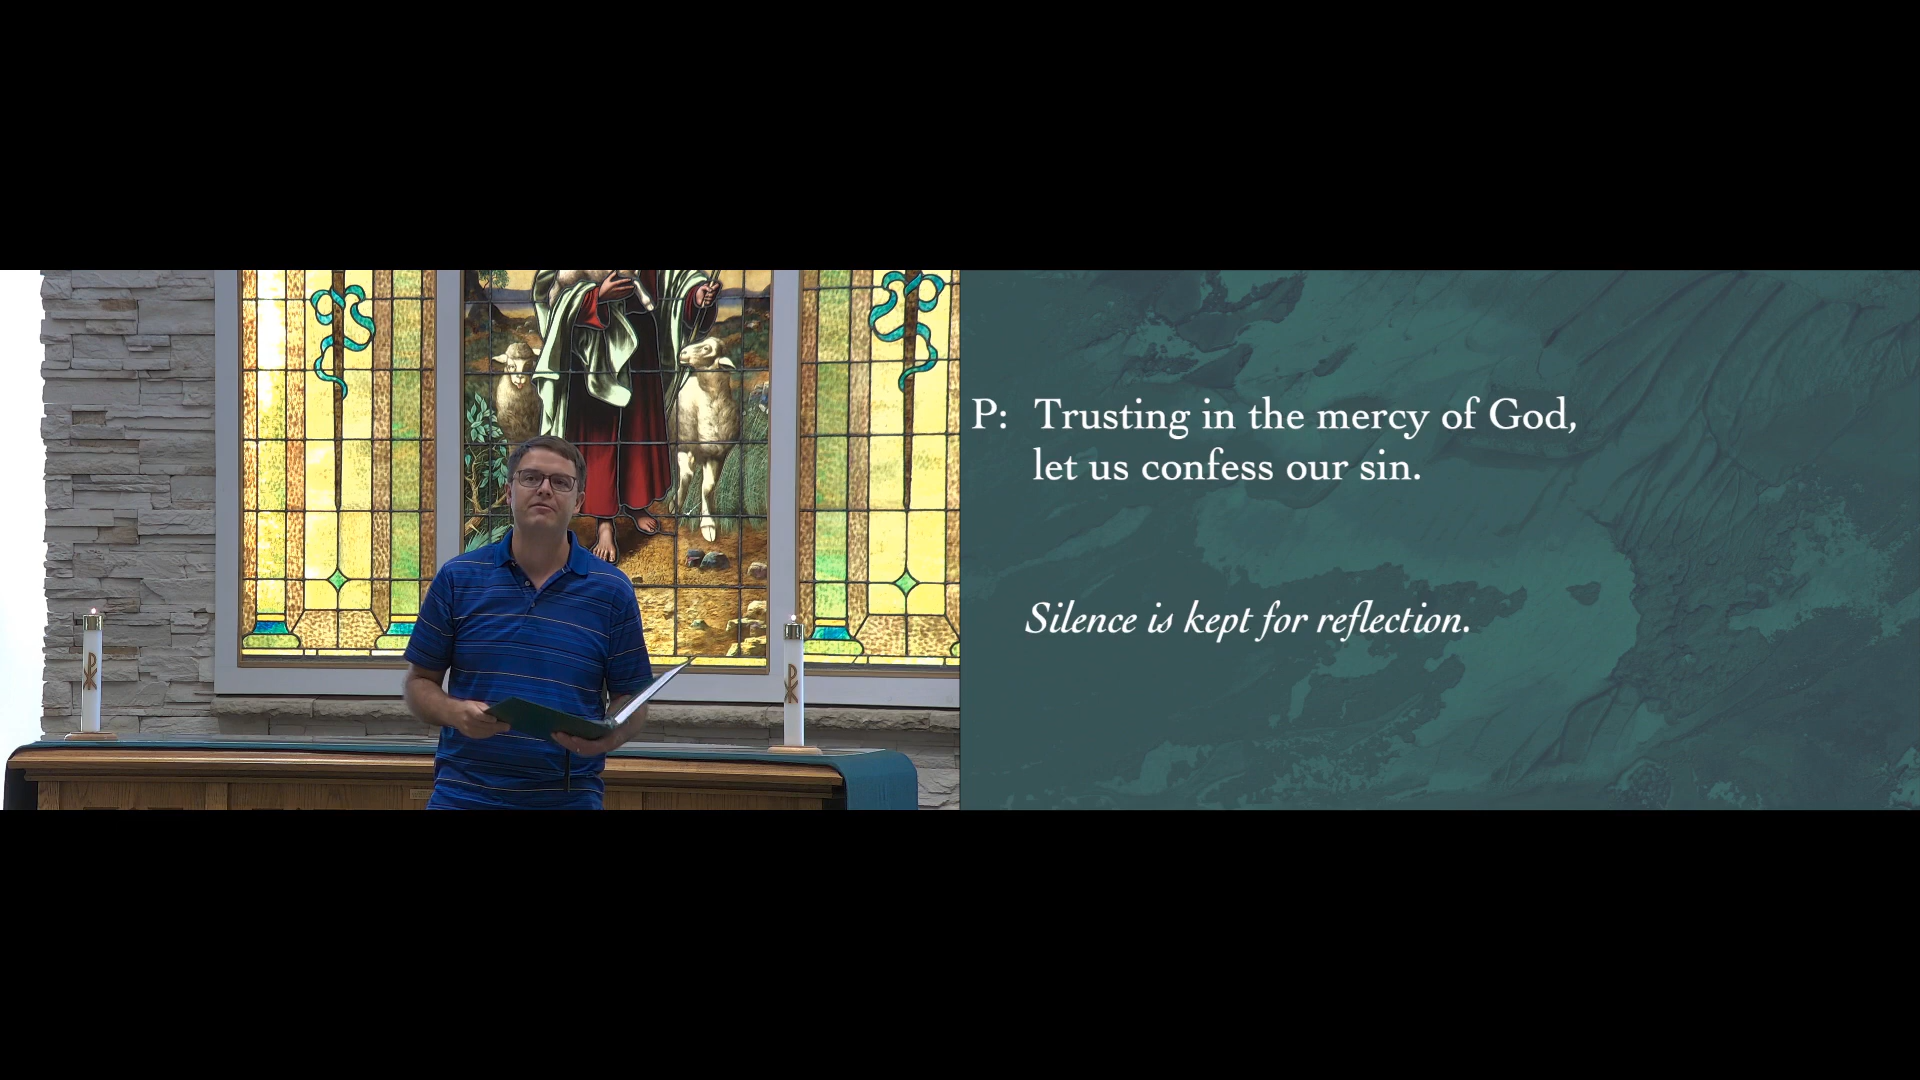 P: Trusting in the mercy of God,
let us confess our sin.
Silence is kept for reflection.